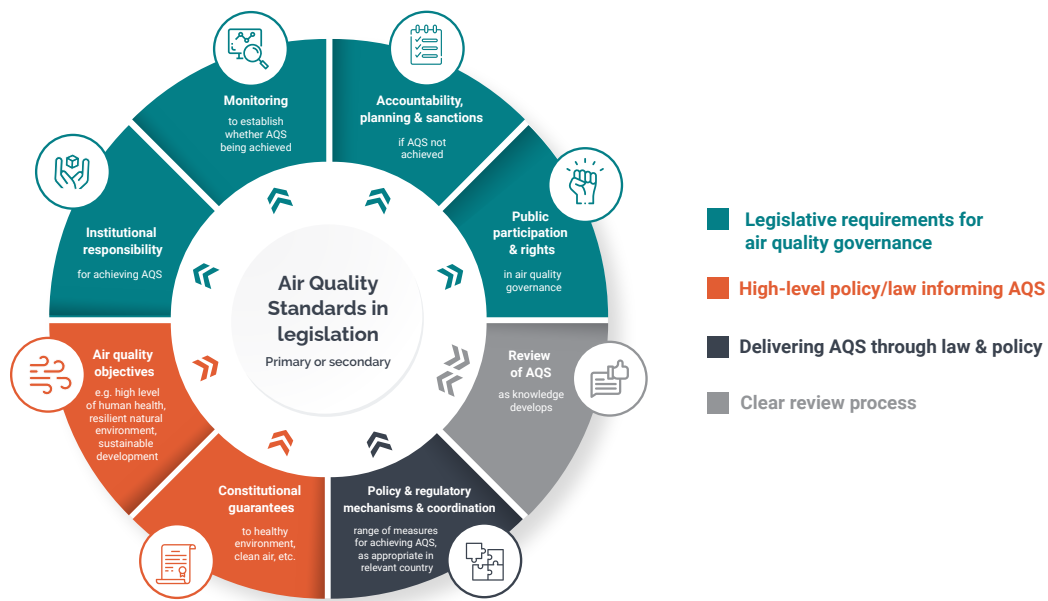 Monitoring
to establish
whether AQS
being achieved
Accountability,
planning & sanctions
if AQS not
achieved
Public
participation
& rights
in air quality
governance
Review
of AQS
as knowledge
develops
Policy & regulatory
mechanisms & coordination
range of measures
for achieving AQS,
as appropriate in
relevant country
Constitutional
guarantees
to healthy
environment,
clean air, etc.
Air quality
objectives
e.g. high level
of human health,
resilient natural
environment,
sustainable
development
Institutional
responsibility
for achieving AQS
Air Quality
Standards in
legislation
Primary or secondary
Legislative requirements for
air quality governance
High-level policy/law informing AQS
Delivering AQS through law & policy
Clear review process